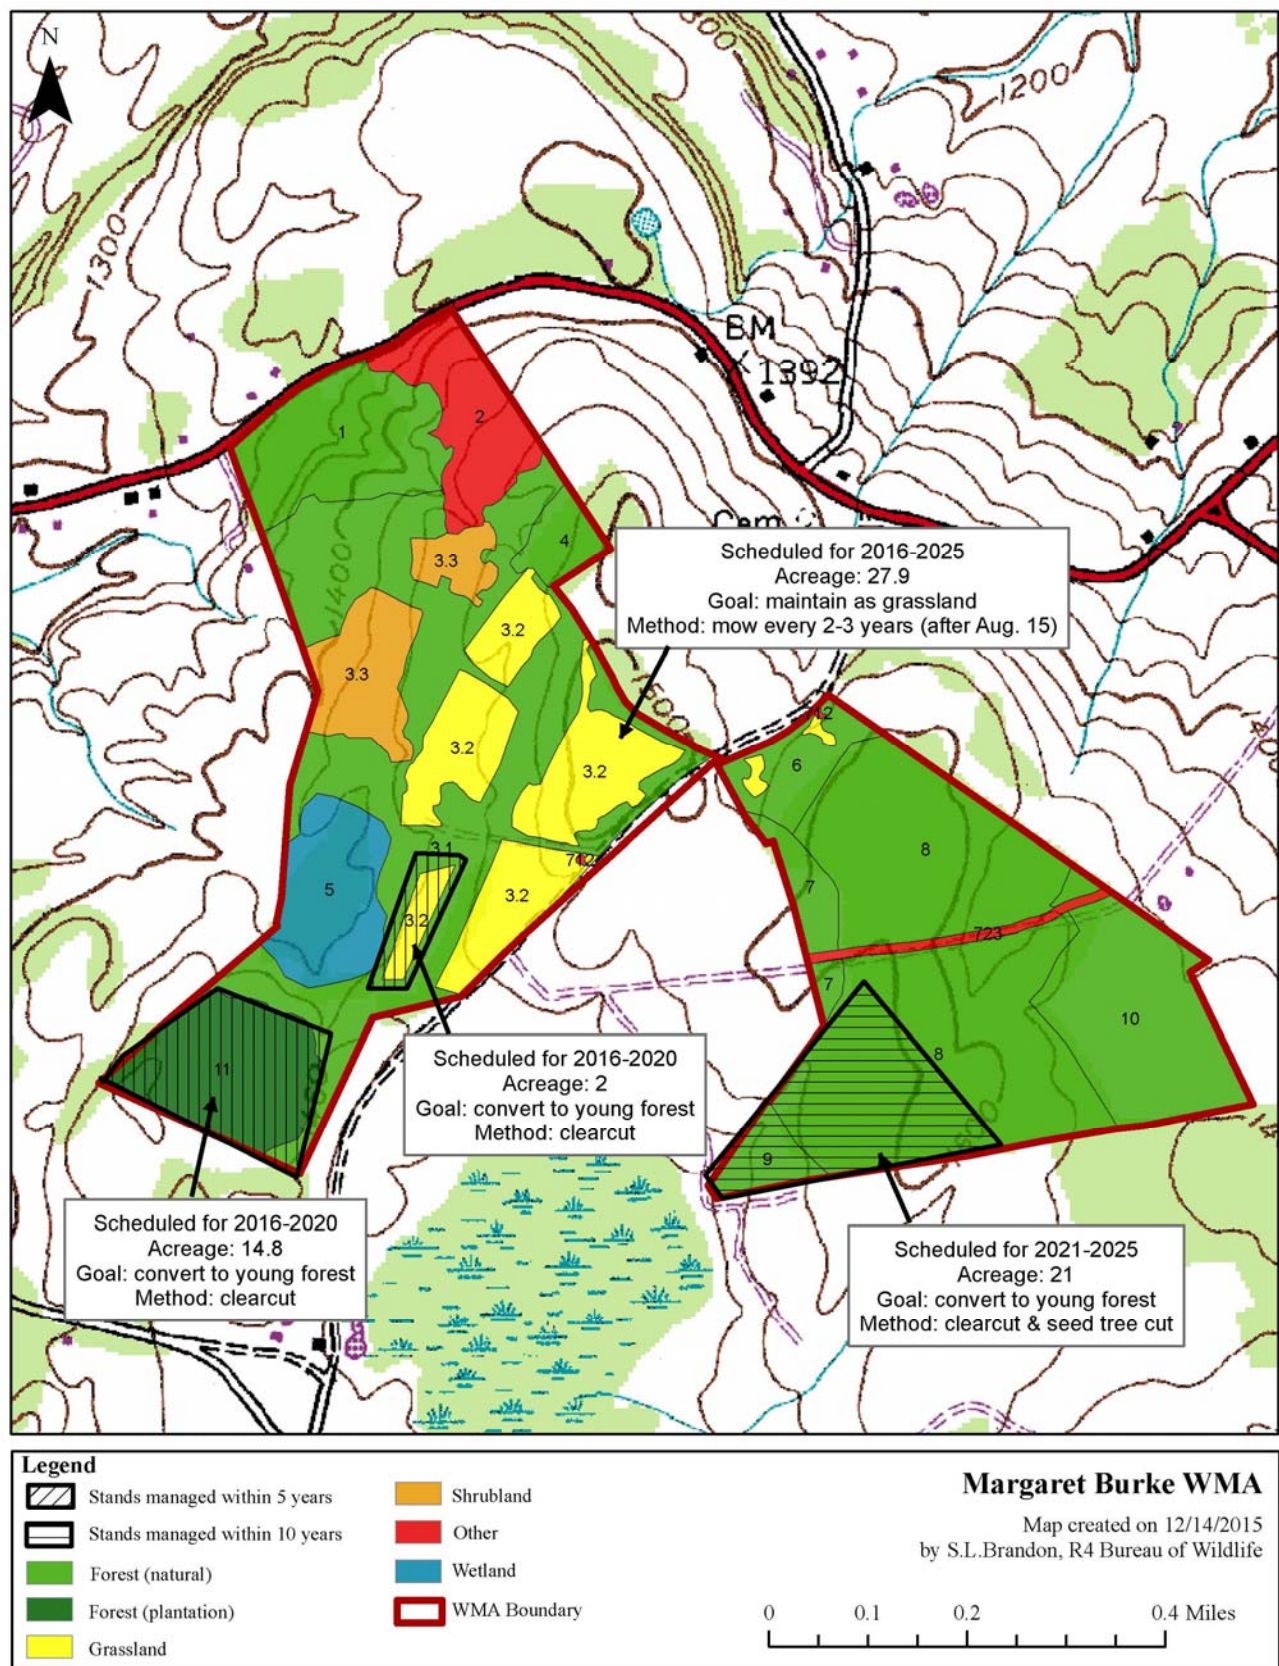 N
1200
1300
BM
1392
1
2
4
3.3
1400
Cem
Scheduled for 2016-2025
Acreage: 27.9
Goal: maintain as grassland
Method: mow every 2-3 years (after Aug. 15)
3.2
3.3
3.2
3.2
6
8
7
3.1
5
3.2
3.2
723
7
10
8
11
9
Scheduled for 2016-2020
Acreage: 2
Goal: convert to young forest
Method: clearcut
Scheduled for 2016-2020
Acreage: 14.8
Goal: convert to young forest
Method: clearcut
Scheduled for 2021-2025
Acreage: 21
Goal: convert to young forest
Method: clearcut & seed tree cut
Legend
Stands managed within 5 years
Stands managed within 10 years
Forest (natural)
Forest (plantation)
Grassland
Shrubland
Other
Wetland
WMA Boundary
Margaret Burke WMA
Map created on 12/14/2015
by S.L.Brandon, R4 Bureau of Wildlife
0 0.1 0.2 0.4 Miles